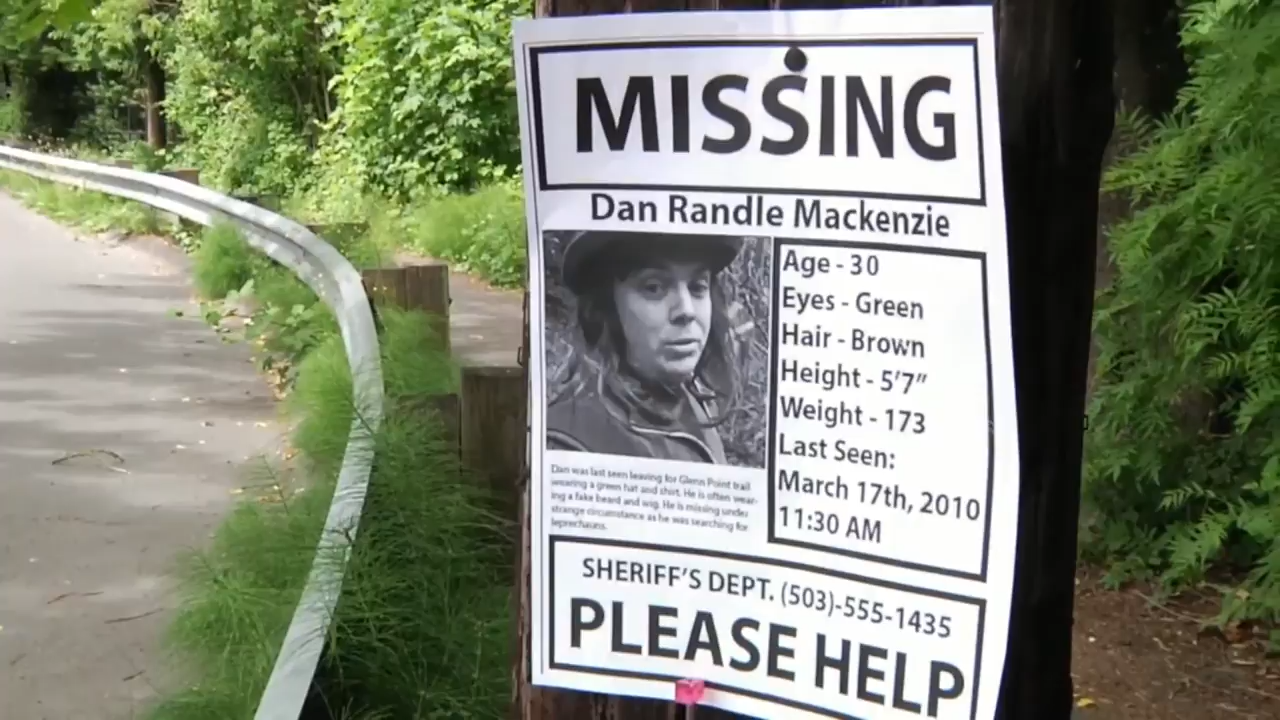 MISSING
Dan Randle Mackenzie
Age - 30
Eyes - Green
Hair - Brown
Height - 5'7"
Weight - 173
Last Seen:
March 17th, 2010
11:30 AM
Dan was last seen leaving for Glenn Point trail
wearing a green hat and shirt. He is often wear-
ing a fake beard and wig. He is missing under
strange circumstance as he was searching for
leprechauns.
SHERIFF'S DEPT. (503)-555-1435
PLEASE HELP